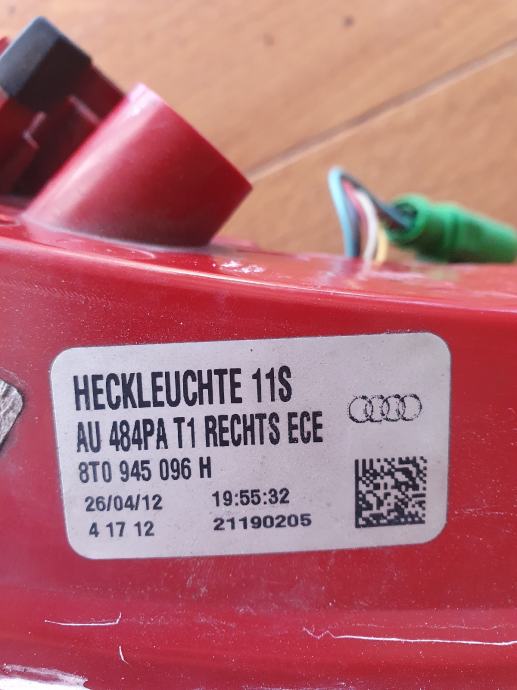 HECKLEUCHTE 11S
AU 484PA T1 RECHTS ECE
8T0 945 096 H
26/04/12 19:55:32
4 17 12 21190205